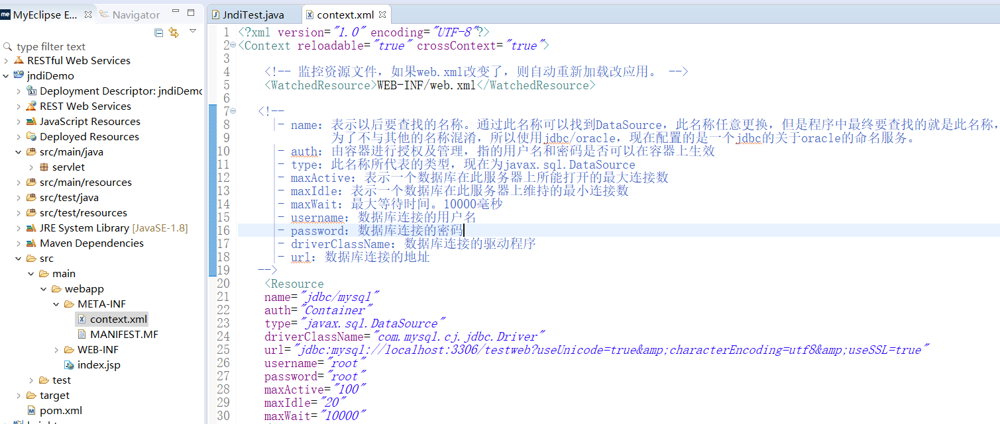 MyEclipse E...
Navigator
type filter text
RESTful Web Services
jndiDemo
Deployment Descriptor: jndiDemo
REST Web Services
JavaScript Resources
Deployed Resources
src/main/java
servlet
src/main/resources
src/test/java
src/test/resources
JRE System Library [JavaSE-1.8]
Maven Dependencies
src
main
webapp
META-INF
context.xml
MANIFEST.MF
WEB-INF
index.jsp
test
target
pom.xml
JndiTest.java
context.xml
1 <?xml version="1.0" encoding="UTF-8"?>
2 <Context reloadable="true" crossContext="true">
3
4 <!-- 监控资源文件，如果web.xml改变了，则自动重新加载改应用。 -->
5 <WatchedResource>WEB-INF/web.xml</WatchedResource>
6
7 <!--
8 |- name：表示以后要查找的名称。通过此名称可以找到DataSource，此名称任意更换，但是程序中最终要查找的就是此名称，
9 为了不与其他的名称混淆，所以使用jdbc/oracle，现在配置的是一个jdbc的关于oracle的命名服务。
10 |- auth：由容器进行授权及管理，指的用户名和密码是否可以在容器上生效
11 |- type：此名称所代表的类型，现在为javax.sql.DataSource
12 |- maxActive：表示一个数据库在此服务器上所能打开的最大连接数
13 |- maxIdle：表示一个数据库在此服务器上维持的最小连接数
14 |- maxWait：最大等待时间。10000毫秒
15 |- username：数据库连接的用户名
16 |- password：数据库连接的密码
17 |- driverClassName：数据库连接的驱动程序
18 |- url：数据库连接的地址
19 -->
20 <Resource
21 name="jdbc/mysql"
22 auth="Container"
23 type="javax.sql.DataSource"
24 driverClassName="com.mysql.cj.jdbc.Driver"
25 url="jdbc:mysql://localhost:3306/testweb?useUnicode=true&amp;characterEncoding=utf8&amp;useSSL=true"
26 username="root"
27 password="root"
28 maxActive="100"
29 maxIdle="20"
30 maxWait="10000"